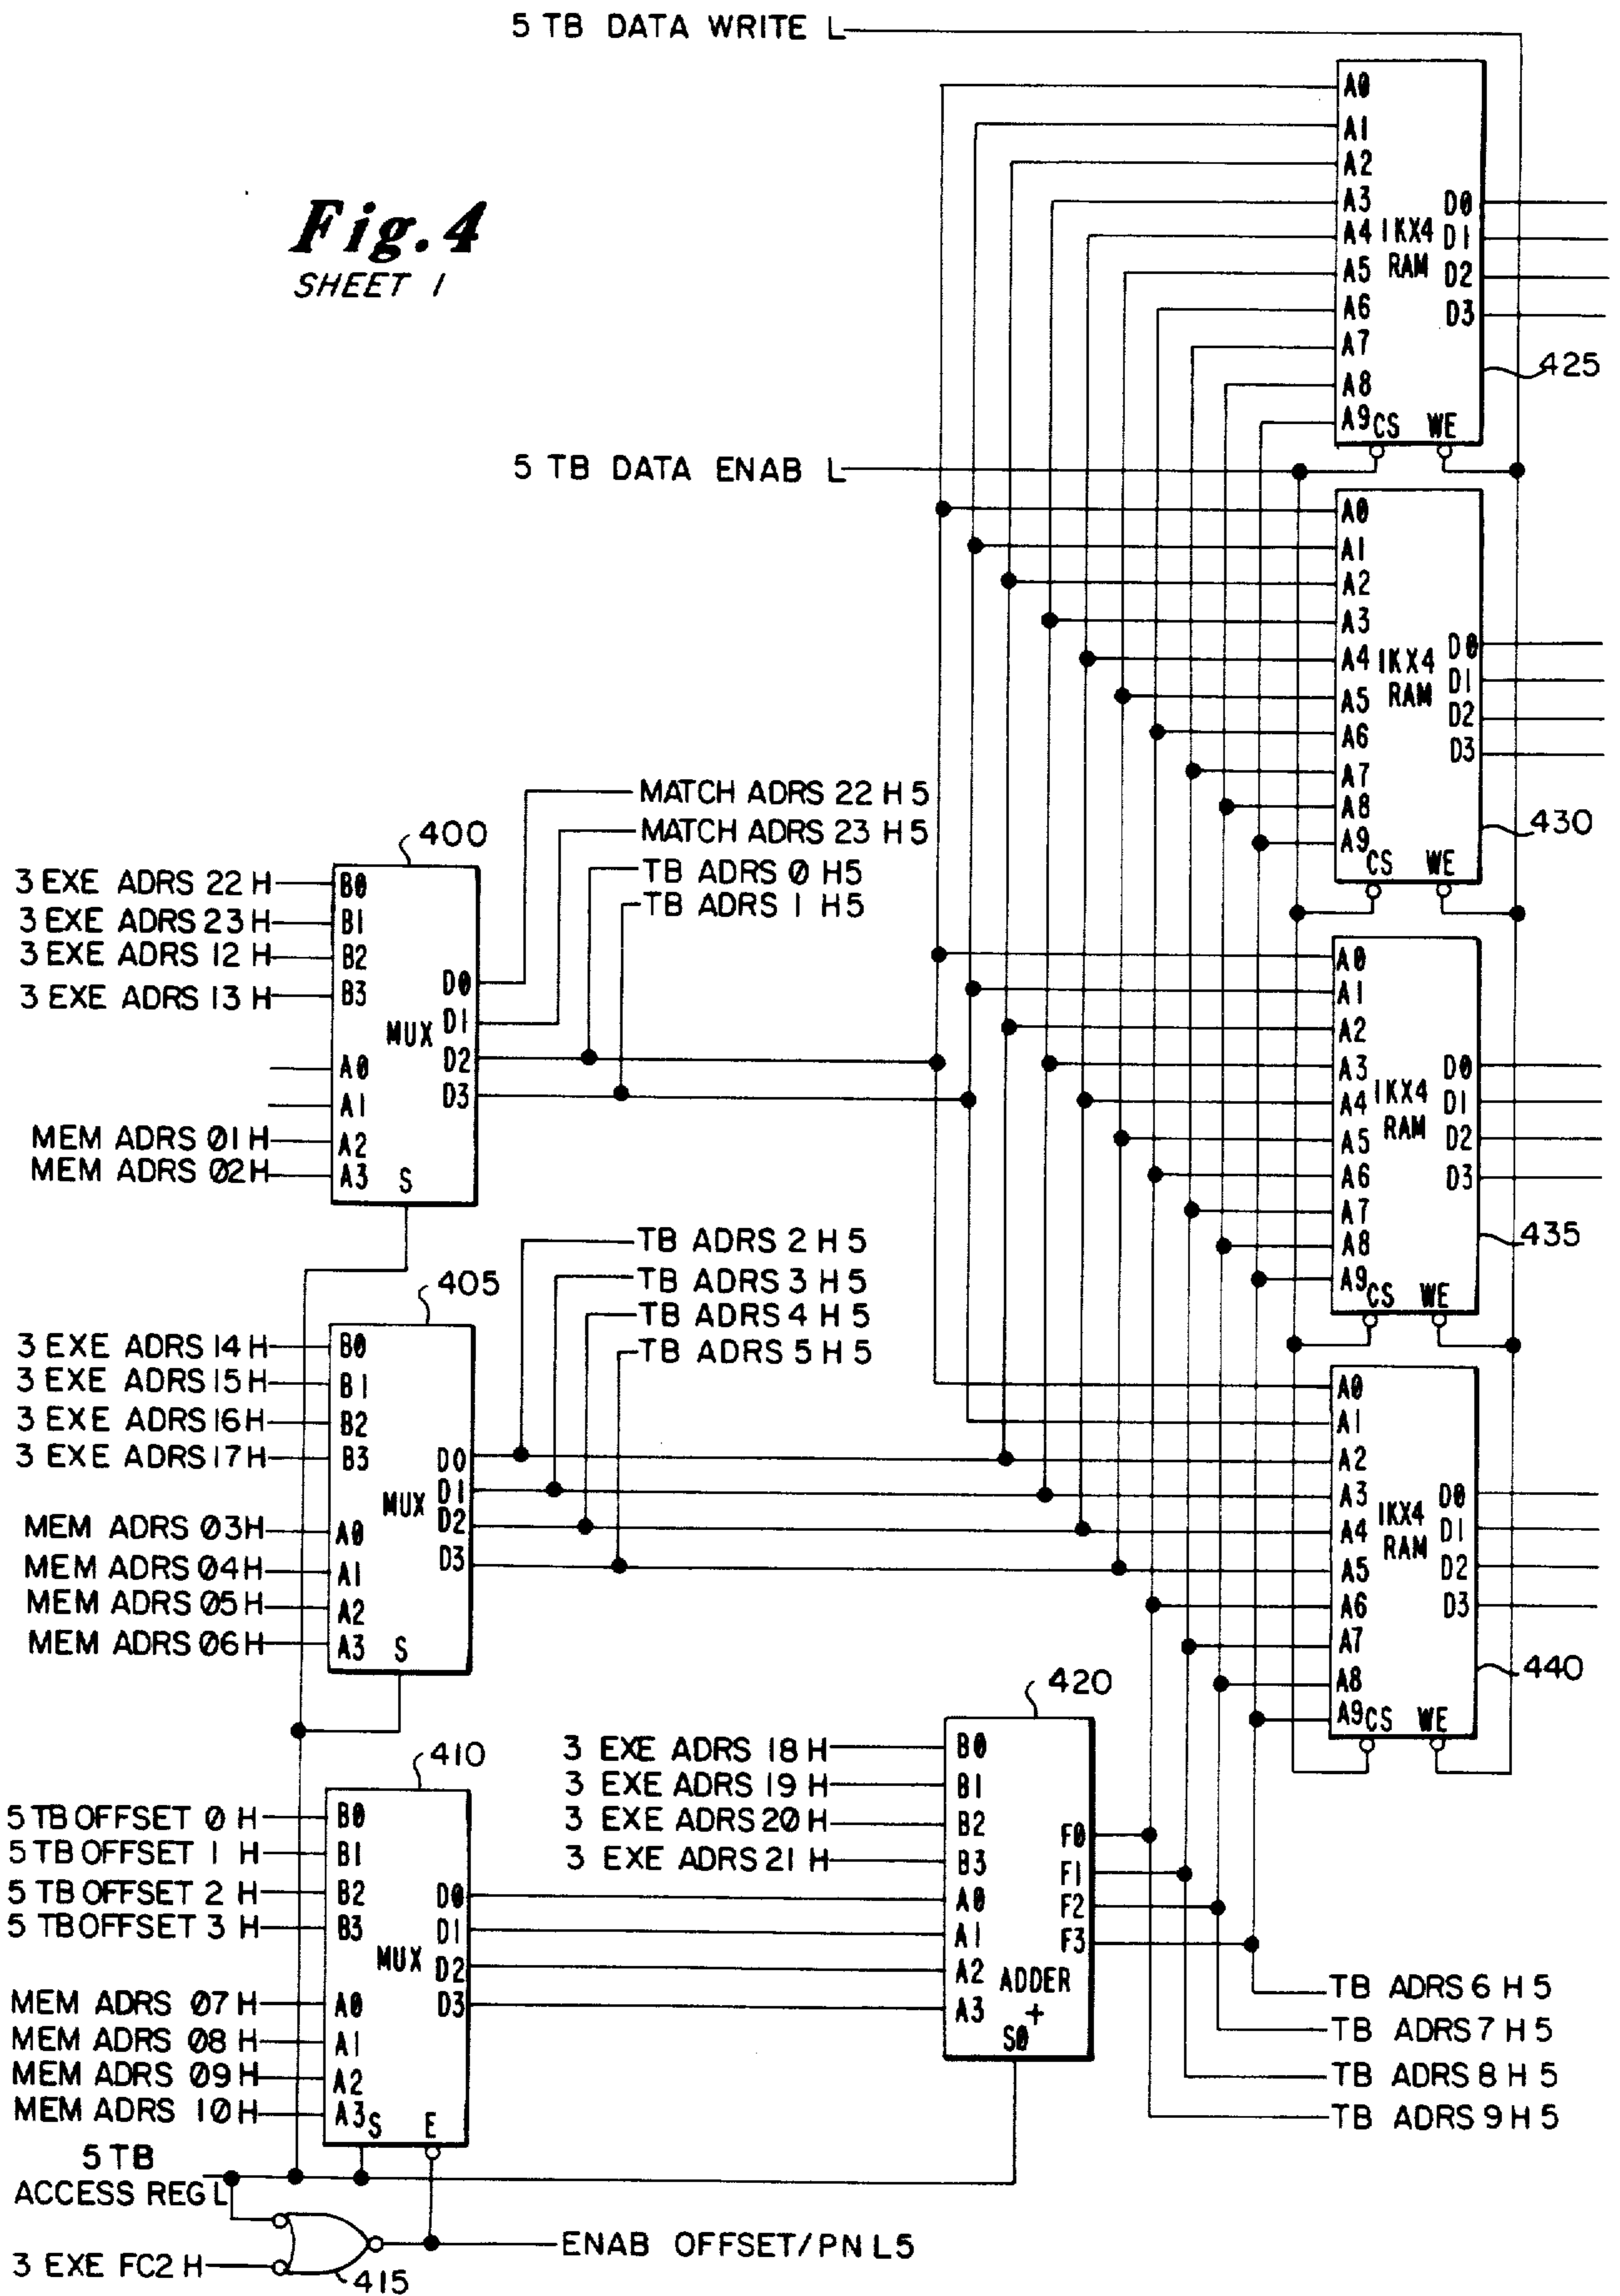 5 TB DATA WRITE L
Fig. 4
SHEET 1
A0
A1
A2
A3
A4
A5
A6
A7
A8
A9
1KX4
RAM
D0
D1
D2
D3
CS WE
425
5 TB DATA ENAB L
A0
A1
A2
A3
A4
A5
A6
A7
A8
A9
1KX4
RAM
D0
D1
D2
D3
CS WE
430
MATCH ADRS 22 H 5
MATCH ADRS 23 H 5
TB ADRS 0 H5
TB ADRS 1 H5
400
3 EXE ADRS 22 H
3 EXE ADRS 23 H
3 EXE ADRS 12 H
3 EXE ADRS 13 H
MEM ADRS 01 H
MEM ADRS 02 H
B0
B1
B2
B3
A0
A1
A2
A3
MUX
D0
D1
D2
D3
S
A0
A1
A2
A3
A4
A5
A6
A7
A8
A9
1KX4
RAM
D0
D1
D2
D3
CS WE
435
TB ADRS 2 H 5
TB ADRS 3 H 5
TB ADRS 4 H 5
TB ADRS 5 H 5
405
3 EXE ADRS 14 H
3 EXE ADRS 15 H
3 EXE ADRS 16 H
3 EXE ADRS 17 H
MEM ADRS 03 H
MEM ADRS 04 H
MEM ADRS 05 H
MEM ADRS 06 H
B0
B1
B2
B3
A0
A1
A2
A3
MUX
D0
D1
D2
D3
S
A0
A1
A2
A3
A4
A5
A6
A7
A8
A9
1KX4
RAM
D0
D1
D2
D3
CS WE
440
410
5 TB OFFSET 0 H
5 TB OFFSET 1 H
5 TB OFFSET 2 H
5 TB OFFSET 3 H
MEM ADRS 07 H
MEM ADRS 08 H
MEM ADRS 09 H
MEM ADRS 10 H
B0
B1
B2
B3
A0
A1
A2
A3
MUX
D0
D1
D2
D3
S E
420
3 EXE ADRS 18 H
3 EXE ADRS 19 H
3 EXE ADRS 20 H
3 EXE ADRS 21 H
B0
B1
B2
B3
A0
A1
A2
A3
F0
F1
F2
F3
ADDER
+
S0
TB ADRS 6 H 5
TB ADRS 7 H 5
TB ADRS 8 H 5
TB ADRS 9 H 5
5 TB
ACCESS REG L
3 EXE FC2 H
415
ENAB OFFSET/PN L5